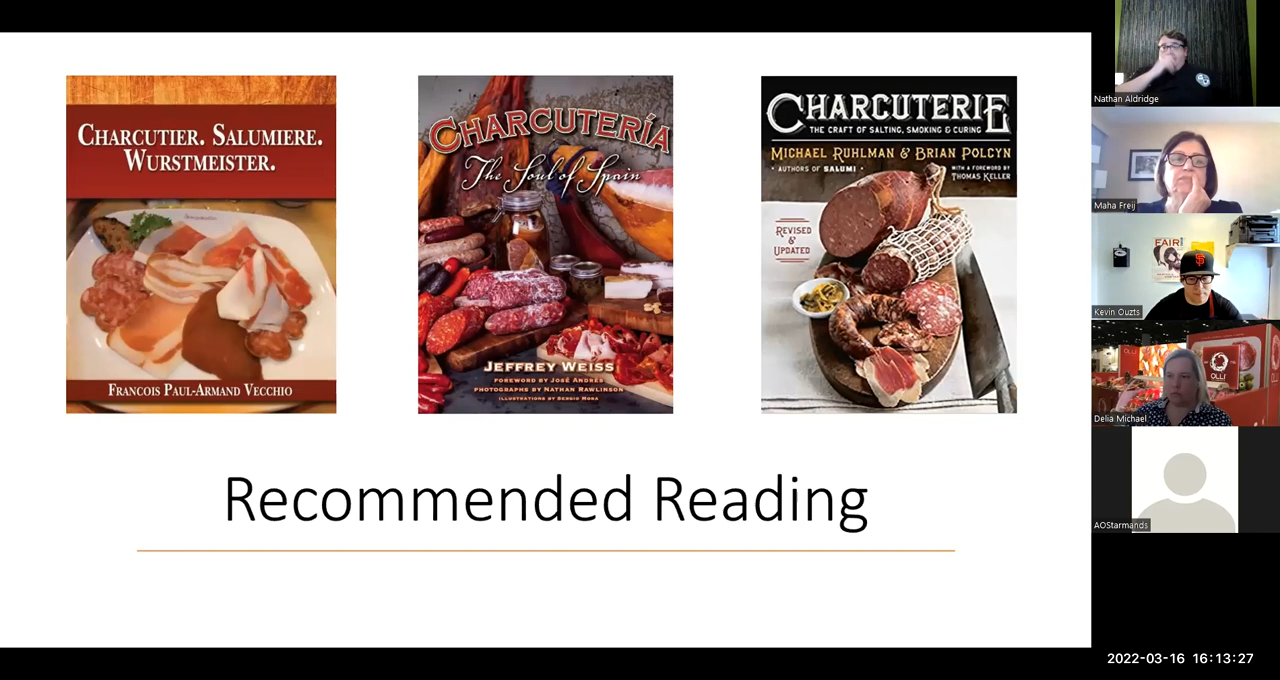 CHARCUTIER. SALUMIERE.
WURSTMEISTER.
FRANCOIS PAUL-ARMAND VECCHIO
CHARCUTERÍA
The Soul of Spain
JEFFREY WEISS
FOREWORD BY JOSÉ ANDRÉS
PHOTOGRAPHS BY NATHAN RAWLINSON
ILLUSTRATIONS BY SERGIO MORA
CHARCUTERIE
THE CRAFT OF SALTING, SMOKING & CURING
MICHAEL RUHLMAN & BRIAN POLCYN
• AUTHORS OF SALUMI •
WITH A FOREWORD BY
THOMAS KELLER
REVISED
&
UPDATED
Recommended Reading
Nathan Aldridge
Maha Freij
FAIR
Kevin Ouzts
OLLI
OLLI
Delia Michael
AOStarmands
2022-03-16 16:13:27